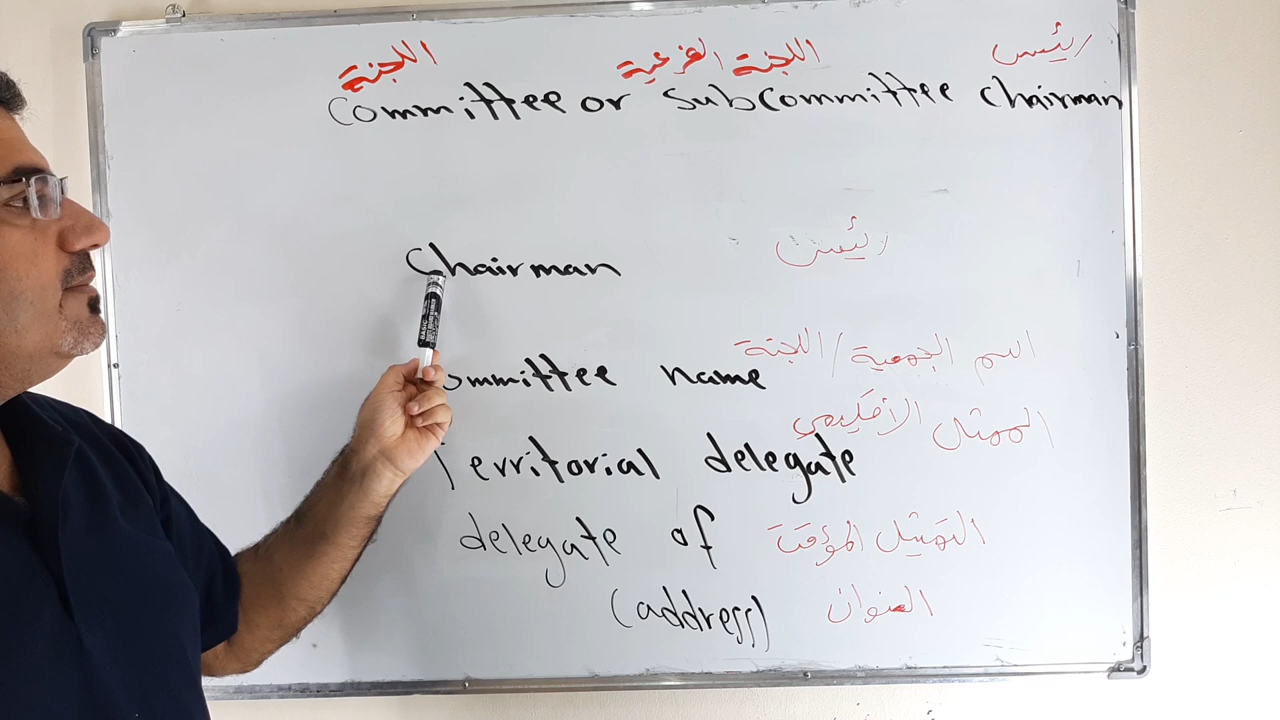 اللجنة اللجنة الفرعية رئيس
Committee or subcommittee chairman
Chairman رئيس
اسم الجمعية / اللجنة
ommittee name
الممثل الأقليمي
Territorial delegate
delegate of التمثيل المؤقت
(address) العنوان
BASIC